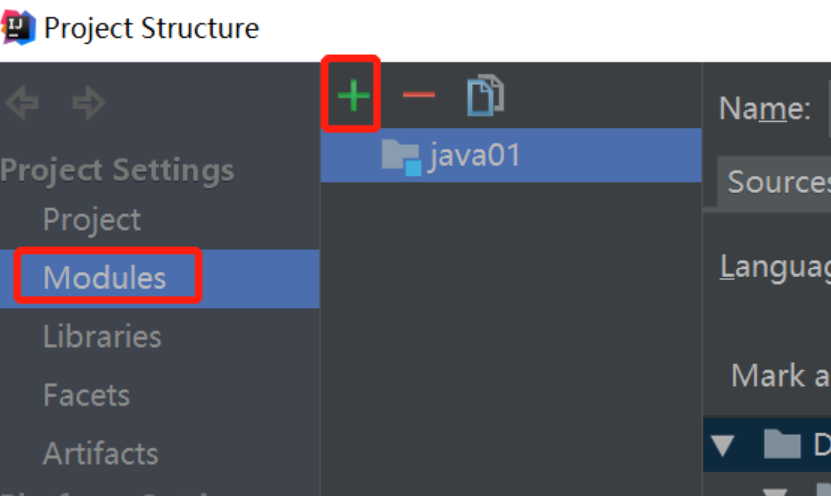 Project Structure
Project Settings
Project
Modules
Libraries
Facets
Artifacts
java01
Name:
Sources
Languag
Mark a
D